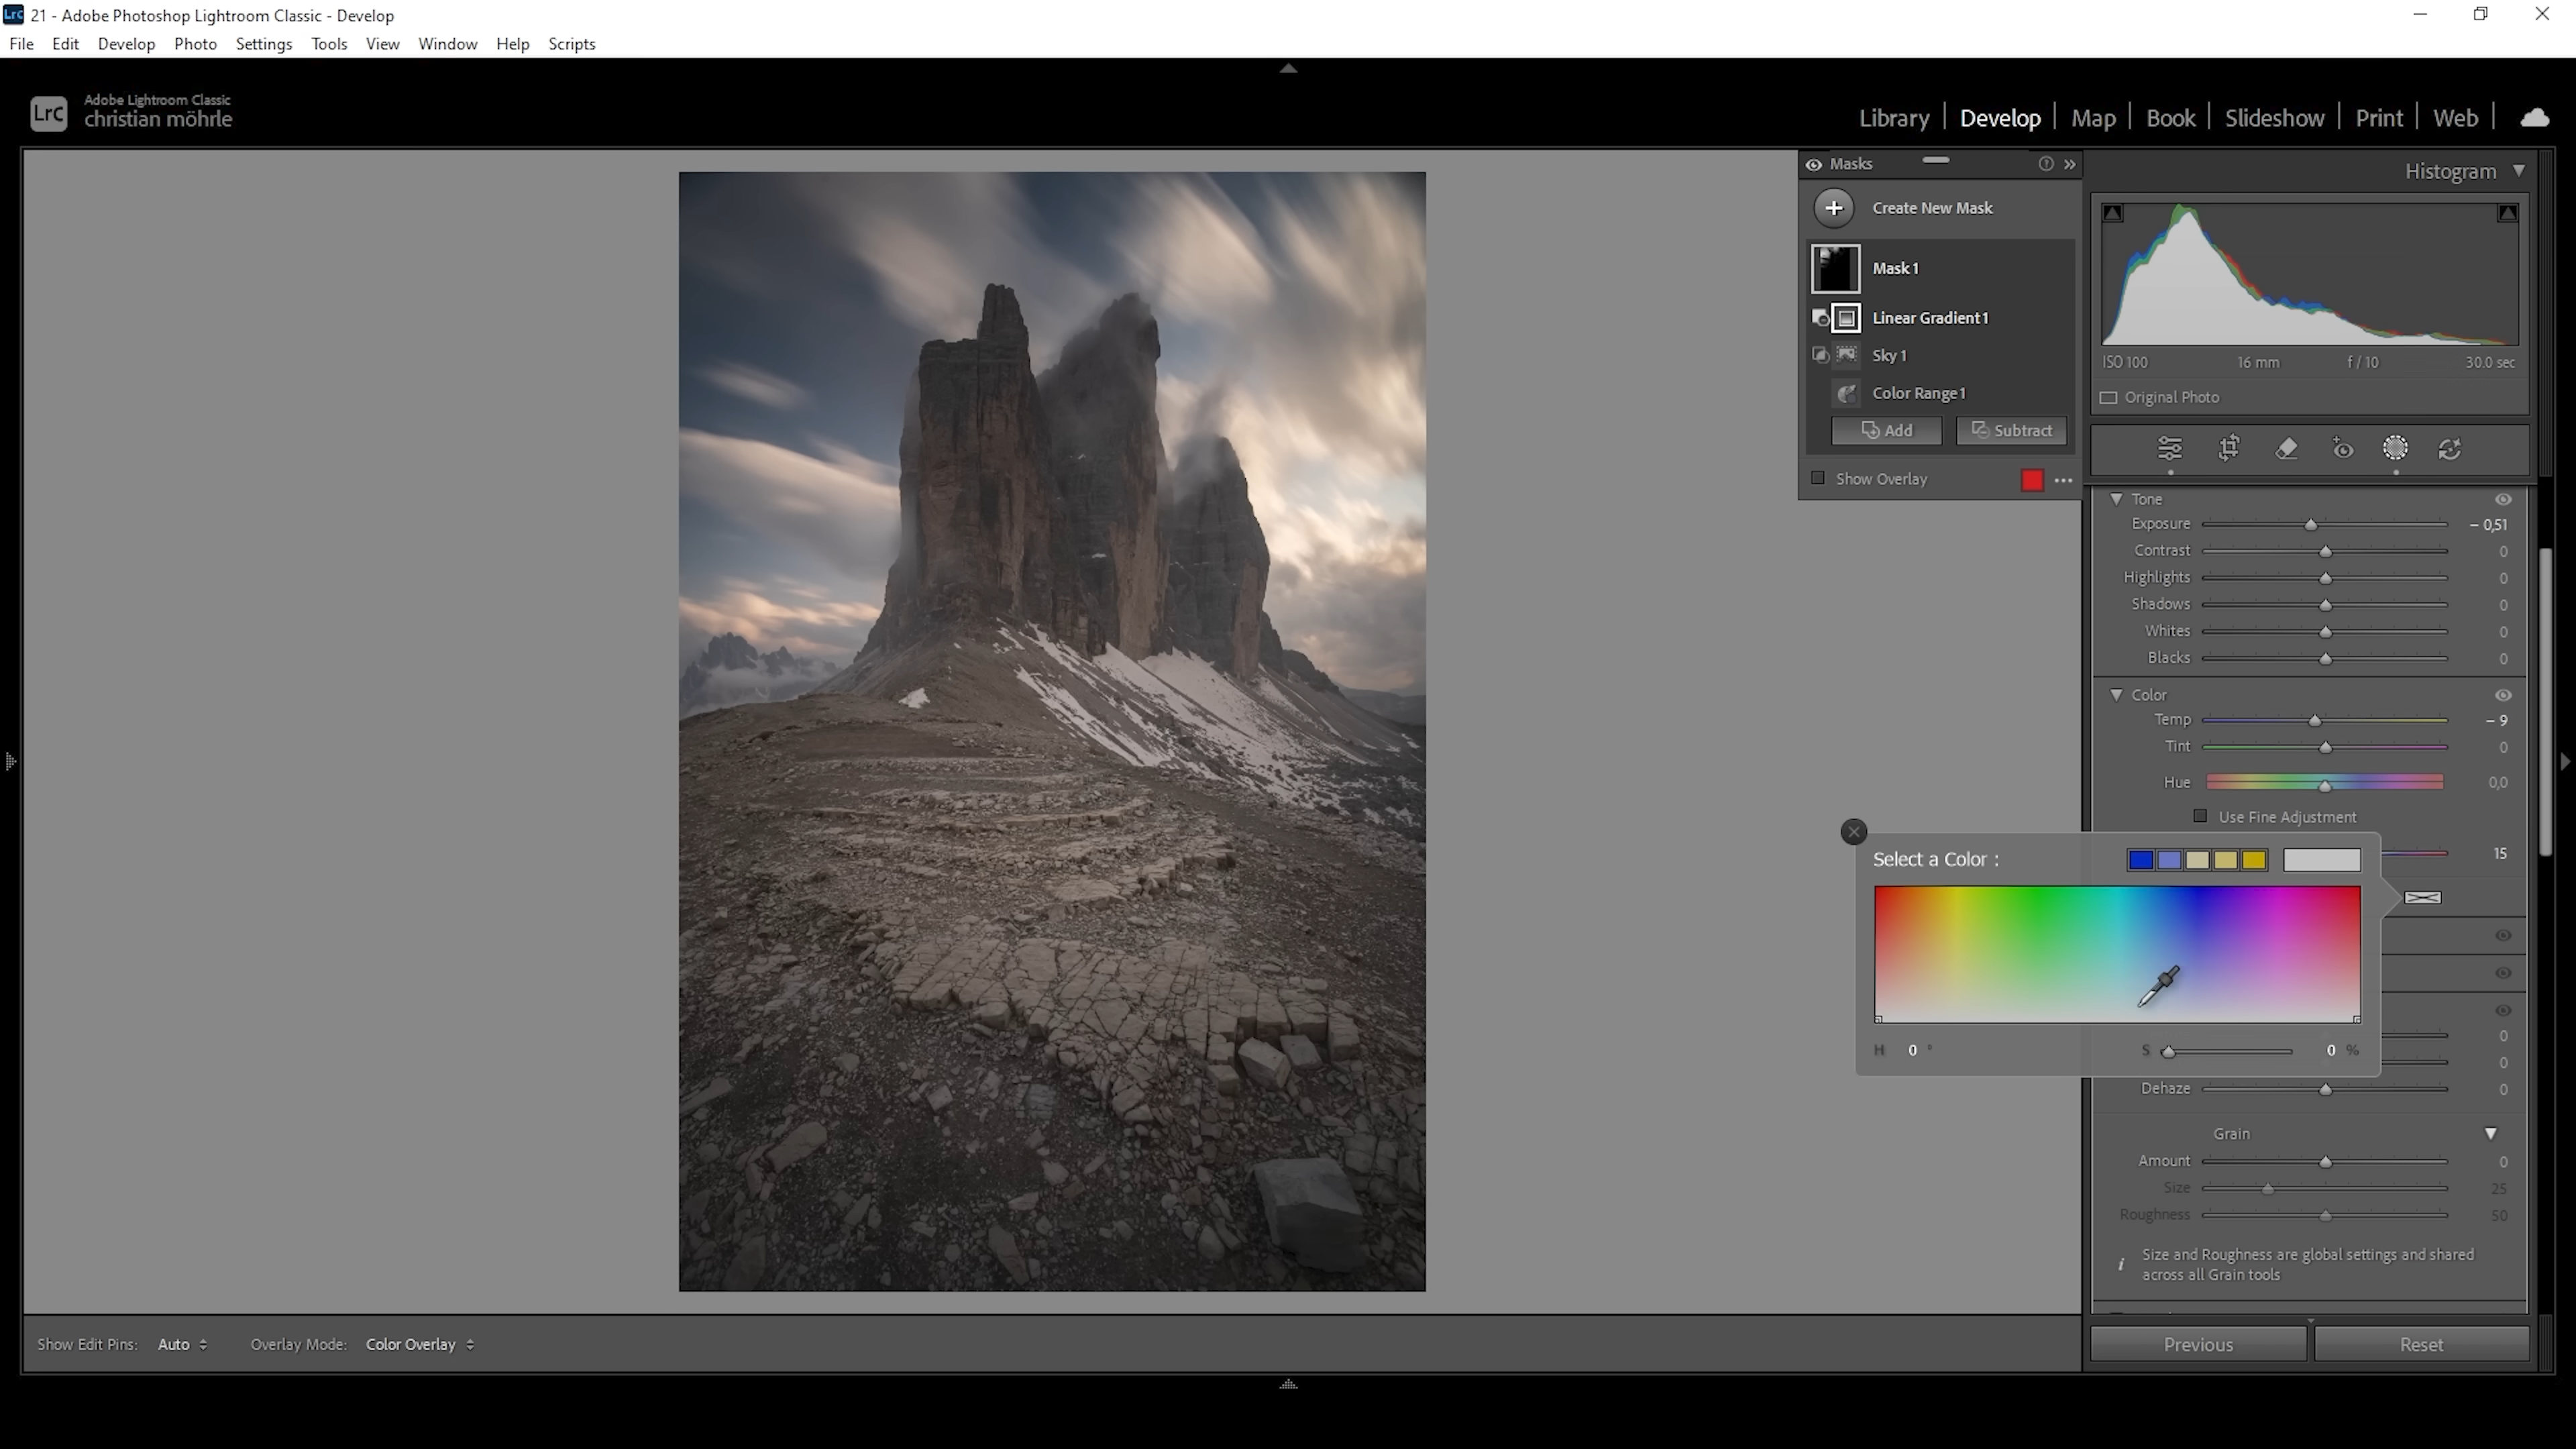 21 - Adobe Photoshop Lightroom Classic - Develop
File Edit Develop Photo Settings Tools View Window Help Scripts
Lrc
Adobe Lightroom Classic
christian möhrle
Library | Develop | Map | Book | Slideshow | Print | Web |
Masks
Create New Mask
Mask 1
Linear Gradient 1
Sky 1
Color Range 1
Add Subtract
Show Overlay
Histogram
ISO 100 16 mm f / 10 30.0 sec
Original Photo
Tone
Exposure – 0,51
Contrast 0
Highlights 0
Shadows 0
Whites 0
Blacks 0
Color
Temp – 9
Tint 0
Hue 0,0
Use Fine Adjustment
15
Select a Color :
H 0 ° S 0 %
0
0
Dehaze 0
Grain
Amount 0
Size 25
Roughness 50
Size and Roughness are global settings and shared
across all Grain tools
Show Edit Pins: Auto Overlay Mode: Color Overlay
Previous Reset